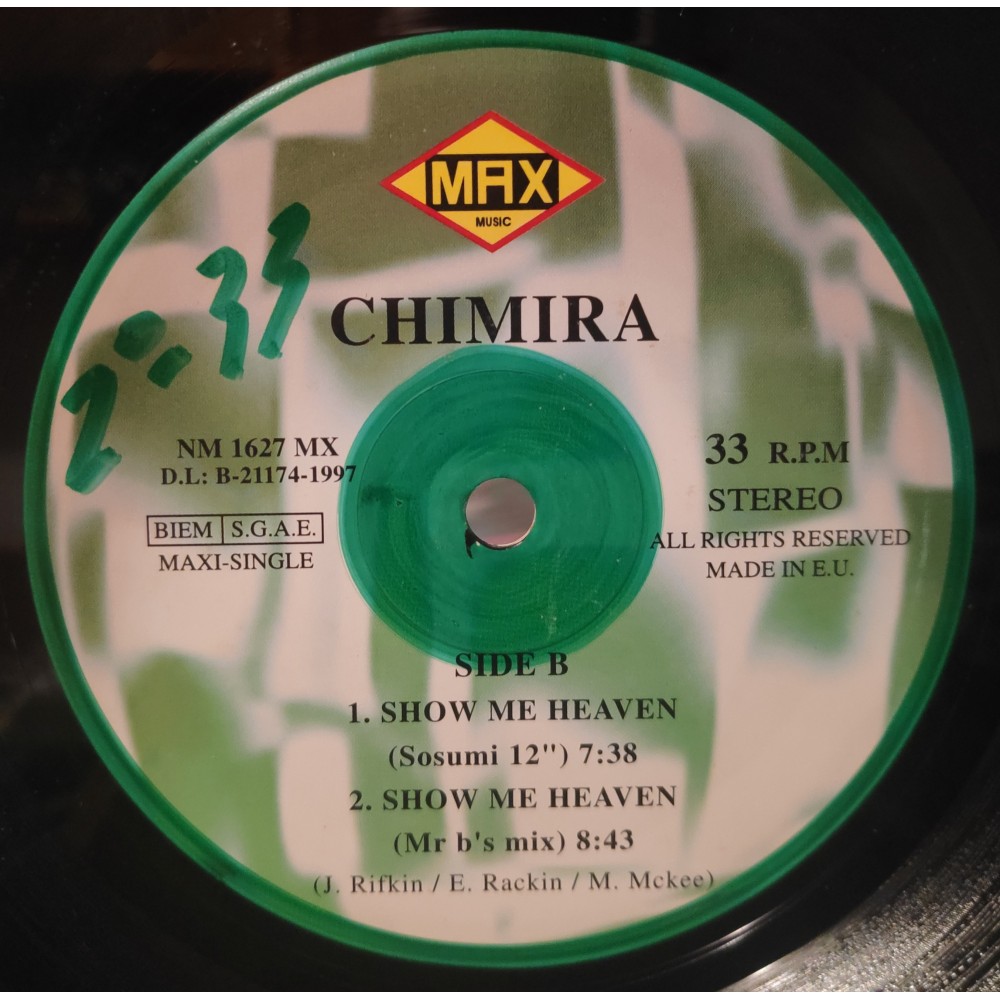 MAX
MUSIC
CHIMIRA
2: 33
NM 1627 MX
D.L: B-21174-1997
BIEM S.G.A.E.
MAXI-SINGLE
33 R.P.M
STEREO
ALL RIGHTS RESERVED
MADE IN E.U.
SIDE B
1. SHOW ME HEAVEN
(Sosumi 12") 7:38
2. SHOW ME HEAVEN
(Mr b's mix) 8:43
(J. Rifkin / E. Rackin / M. Mckee)